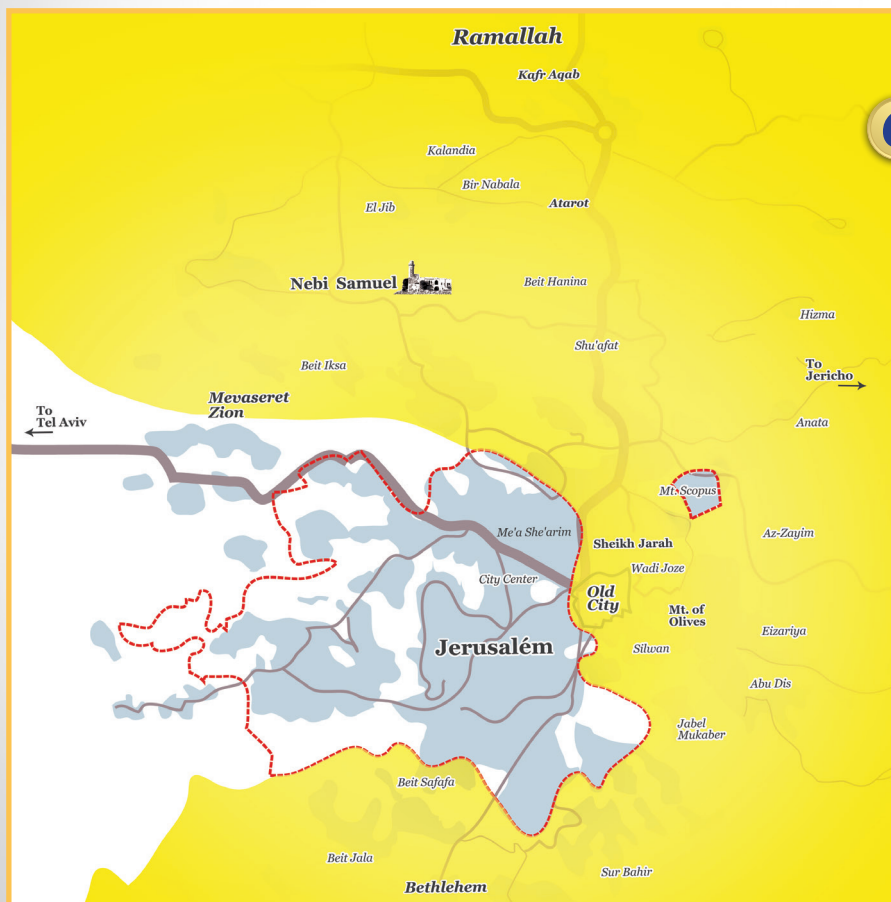 Ramallah
Kafr Aqab
Kalandia
Bir Nabala
El Jib
Atarot
Nebi Samuel
Beit Hanina
Hizma
Shu'afat
Beit Iksa
To
Jericho
Mevaseret
Zion
To
Tel Aviv
Anata
Mt. Scopus
Me'a She'arim
Az-Zayim
Sheikh Jarah
Wadi Joze
City Center
Old
City
Mt. of
Olives
Eizariya
Jerusalém
Silwan
Abu Dis
Jabel
Mukaber
Beit Safafa
Beit Jala
Sur Bahir
Bethlehem